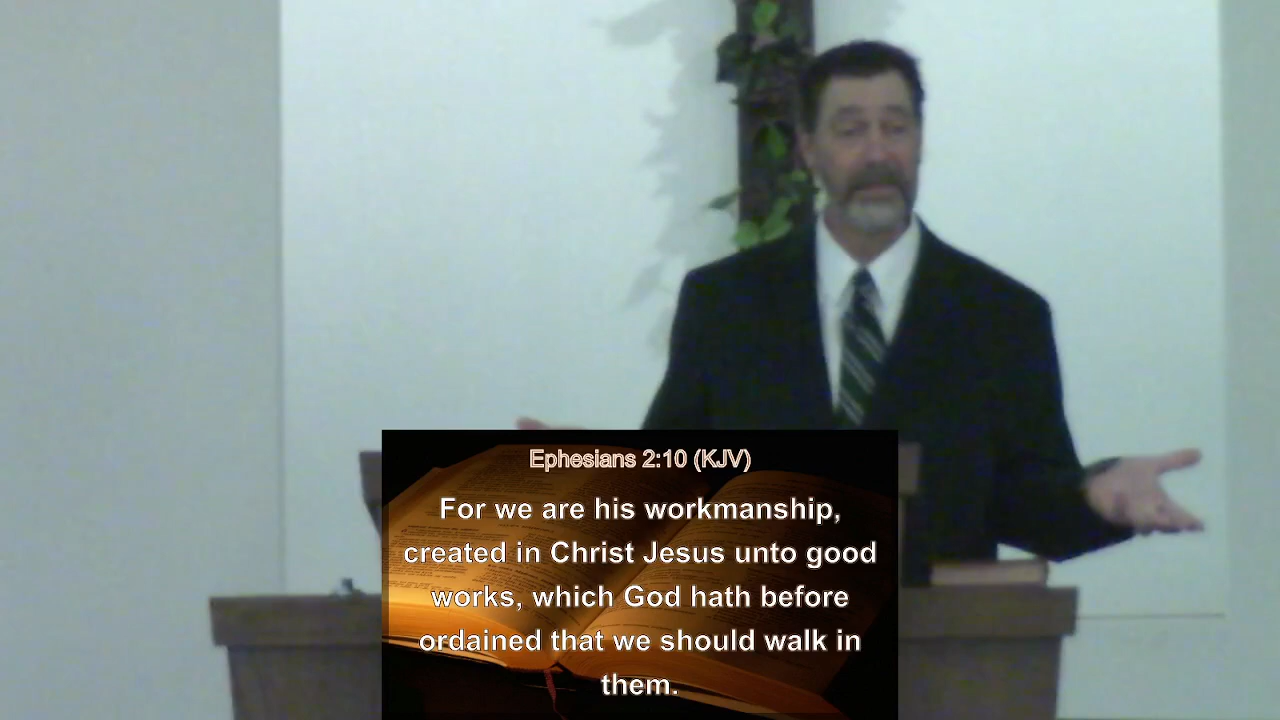 Ephesians 2:10 (KJV)
For we are his workmanship,
created in Christ Jesus unto good
works, which God hath before
ordained that we should walk in
them.